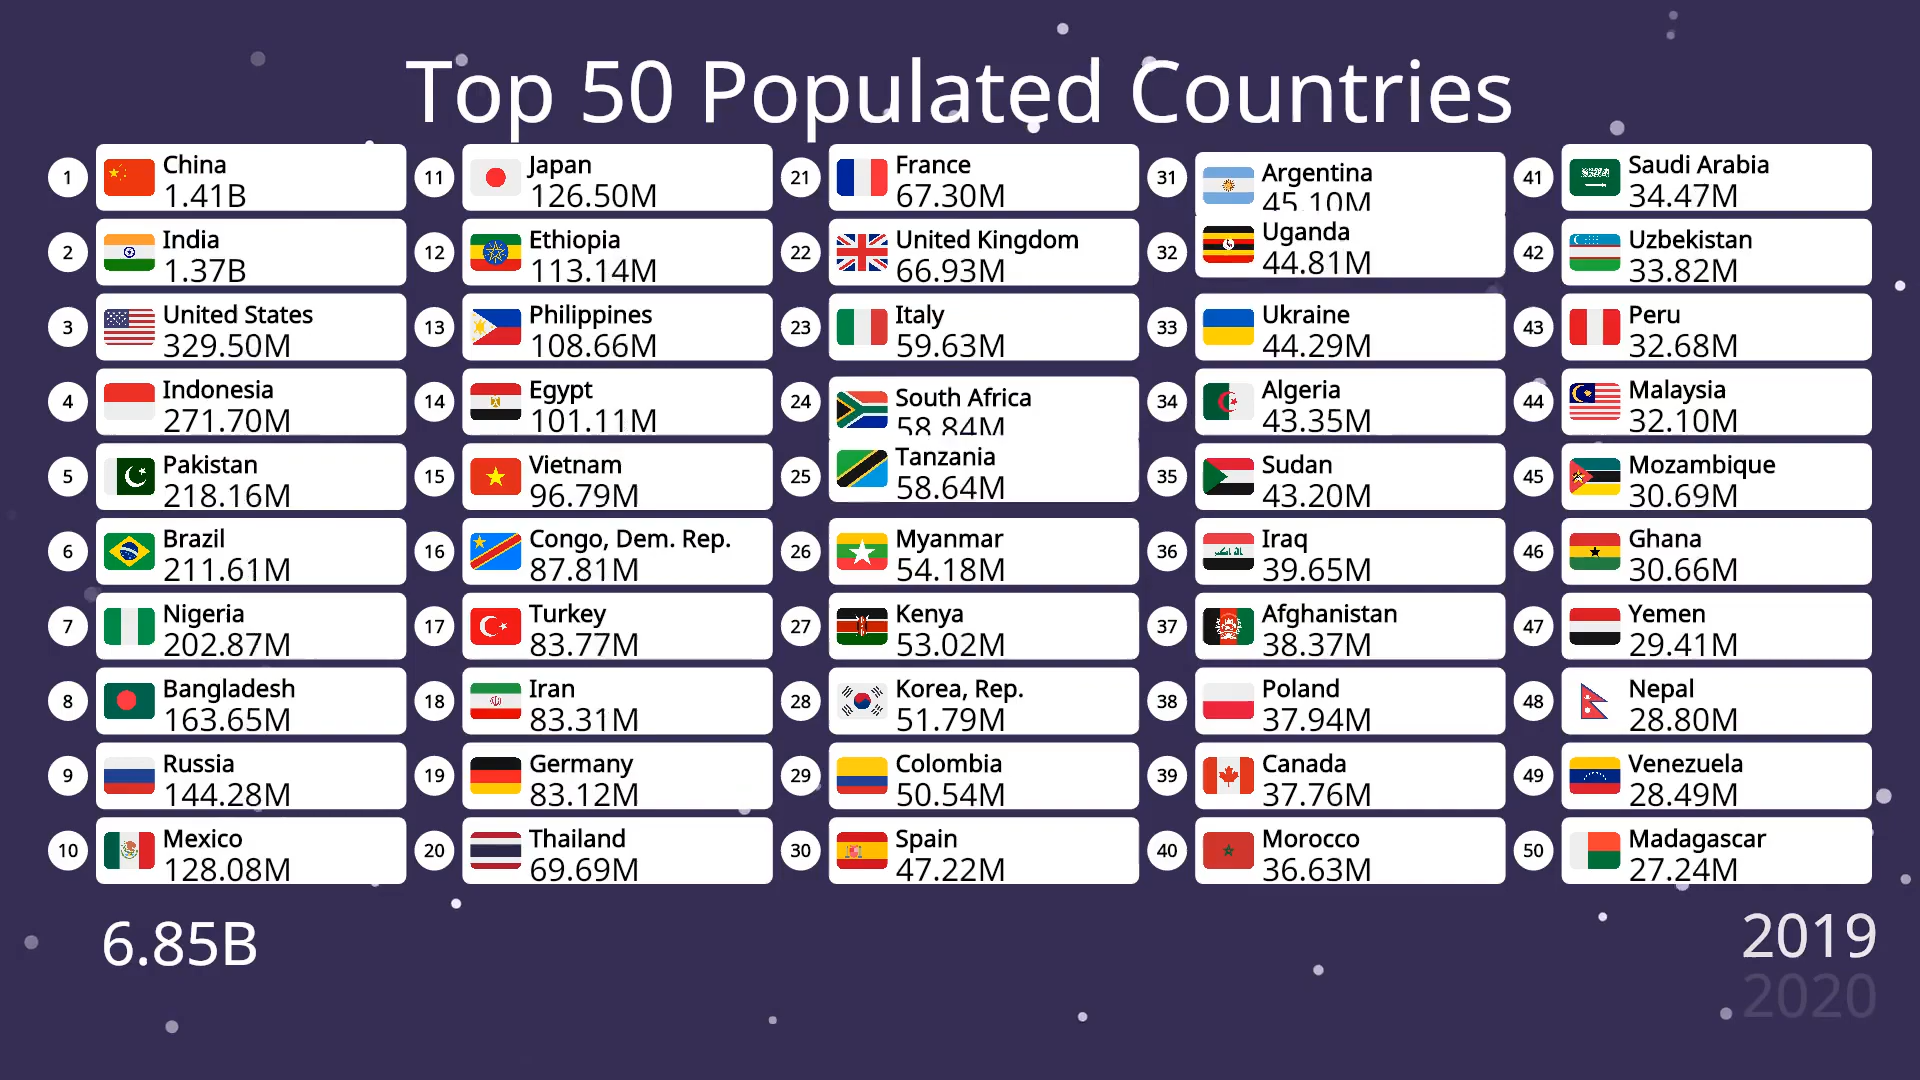 Top 50 Populated Countries
1
China
1.41B
2
India
1.37B
3
United States
329.50M
4
Indonesia
271.70M
5
Pakistan
218.16M
6
Brazil
211.61M
7
Nigeria
202.87M
8
Bangladesh
163.65M
9
Russia
144.28M
10
Mexico
128.08M
11
Japan
126.50M
12
Ethiopia
113.14M
13
Philippines
108.66M
14
Egypt
101.11M
15
Vietnam
96.79M
16
Congo, Dem. Rep.
87.81M
17
Turkey
83.77M
18
Iran
83.31M
19
Germany
83.12M
20
Thailand
69.69M
21
France
67.30M
22
United Kingdom
66.93M
23
Italy
59.63M
24
South Africa
58.84M
25
Tanzania
58.64M
26
Myanmar
54.18M
27
Kenya
53.02M
28
Korea, Rep.
51.79M
29
Colombia
50.54M
30
Spain
47.22M
31
Argentina
45.10M
32
Uganda
44.81M
33
Ukraine
44.29M
34
Algeria
43.35M
35
Sudan
43.20M
36
Iraq
39.65M
37
Afghanistan
38.37M
38
Poland
37.94M
39
Canada
37.76M
40
Morocco
36.63M
41
Saudi Arabia
34.47M
42
Uzbekistan
33.82M
43
Peru
32.68M
44
Malaysia
32.10M
45
Mozambique
30.69M
46
Ghana
30.66M
47
Yemen
29.41M
48
Nepal
28.80M
49
Venezuela
28.49M
50
Madagascar
27.24M
6.85B
2019
2020